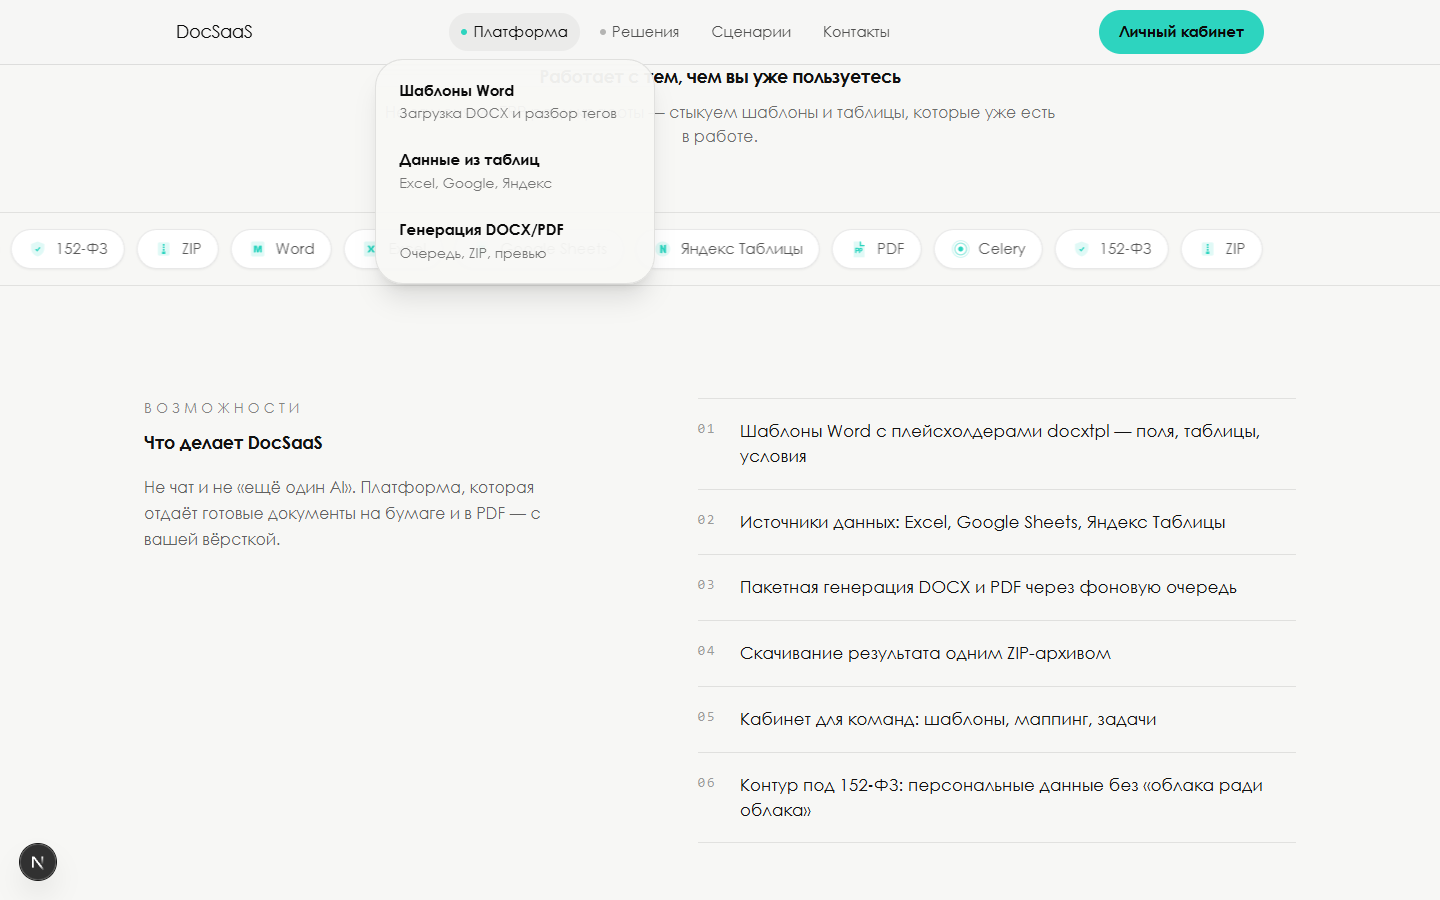 DocSaaS
Платформа
Решения
Сценарии
Контакты
Личный кабинет
Работает с тем, чем вы уже пользуетесь
— стыкуем шаблоны и таблицы, которые уже есть
в работе.
Шаблоны Word
Загрузка DOCX и разбор тегов
Данные из таблиц
Excel, Google, Яндекс
Генерация DOCX/PDF
Очередь, ZIP, превью
152-ФЗ
ZIP
Word
Sheets
Яндекс Таблицы
PDF
Celery
152-ФЗ
ZIP
ВОЗМОЖНОСТИ
Что делает DocSaaS
Не чат и не «ещё один AI». Платформа, которая
отдаёт готовые документы на бумаге и в PDF — с
вашей вёрсткой.
01
Шаблоны Word с плейсхолдерами docxtpl — поля, таблицы,
условия
02
Источники данных: Excel, Google Sheets, Яндекс Таблицы
03
Пакетная генерация DOCX и PDF через фоновую очередь
04
Скачивание результата одним ZIP-архивом
05
Кабинет для команд: шаблоны, маппинг, задачи
06
Контур под 152-ФЗ: персональные данные без «облака ради
облака»
N